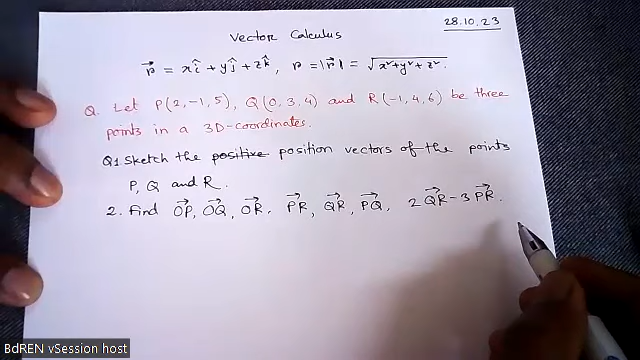 28.10.23
Vector Calculus
r⃗ = xî + yĵ + zk̂, r = |r⃗| = √(x²+y²+z²).
Q. Let P(2,-1,5), Q(0,3,4) and R(-1,4,6) be three
points in a 3D-coordinates.
Q1 Sketch the positive position vectors of the points
P, Q and R.
2. Find OP⃗, OQ⃗, OR⃗, PR⃗, QR⃗, PQ⃗, 2QR⃗-3PR⃗.
BdREN vSession host